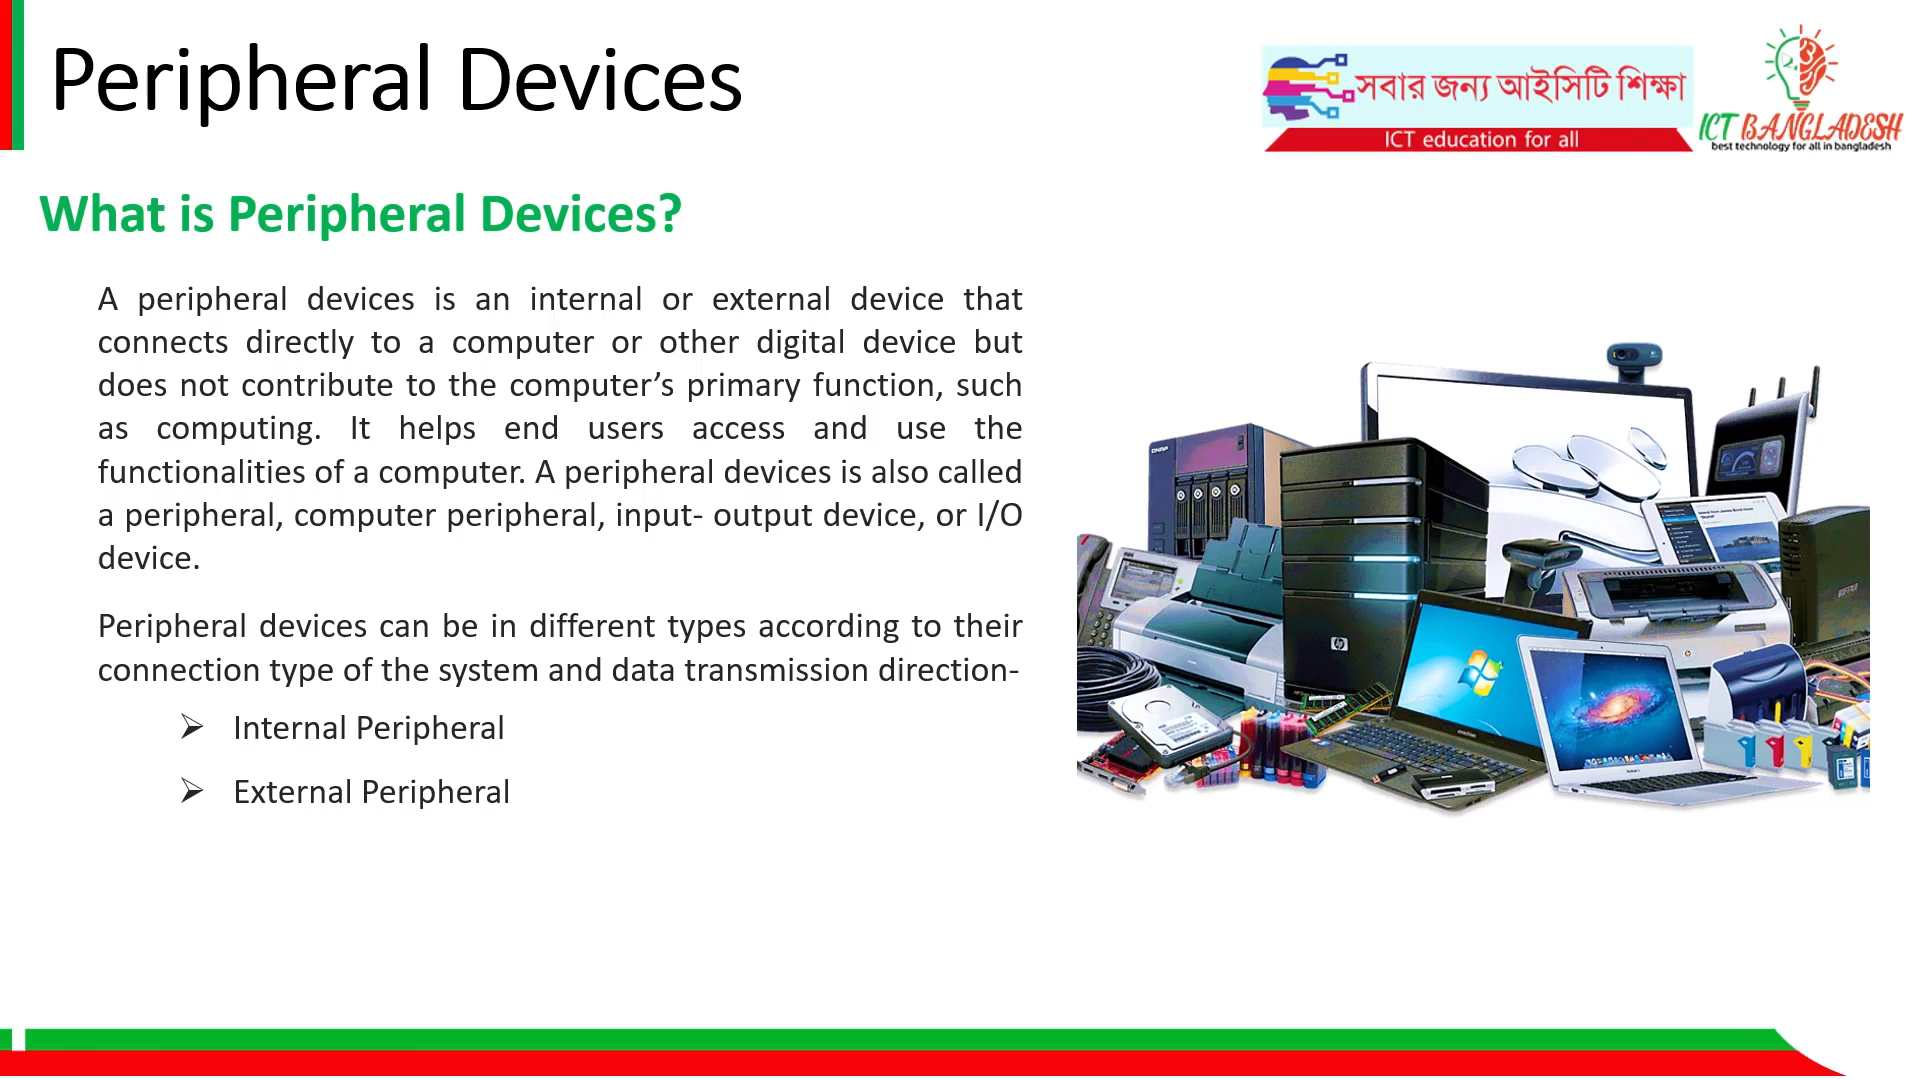 Peripheral Devices
সবার জন্য আইসিটি শিক্ষা
ICT education for all
ICT BANGLADESH
best technology for all in bangladesh
What is Peripheral Devices?
A peripheral devices is an internal or external device that
connects directly to a computer or other digital device but
does not contribute to the computer’s primary function, such
as computing. It helps end users access and use the
functionalities of a computer. A peripheral devices is also called
a peripheral, computer peripheral, input- output device, or I/O
device.
Peripheral devices can be in different types according to their
connection type of the system and data transmission direction-
Internal Peripheral
External Peripheral
QNAP
hp